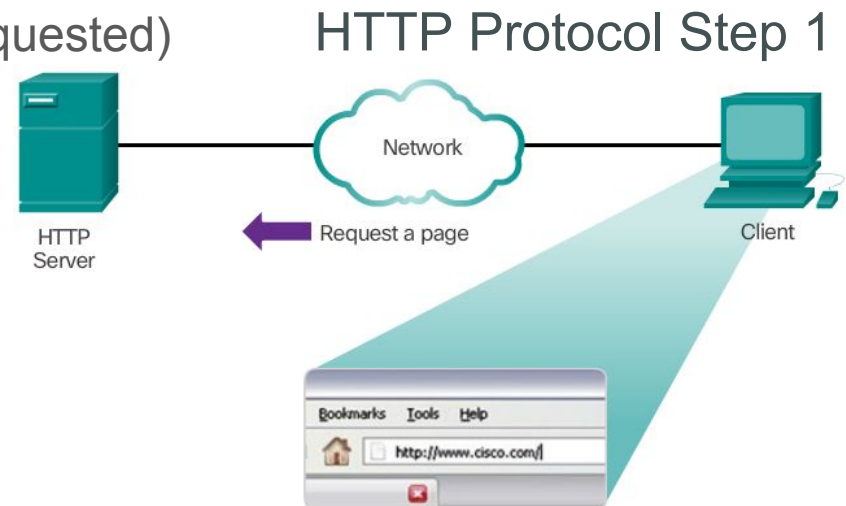 quested)
HTTP Protocol Step 1
Network
HTTP
Server
Request a page
Client
Bookmarks Tools Help
http://www.cisco.com/